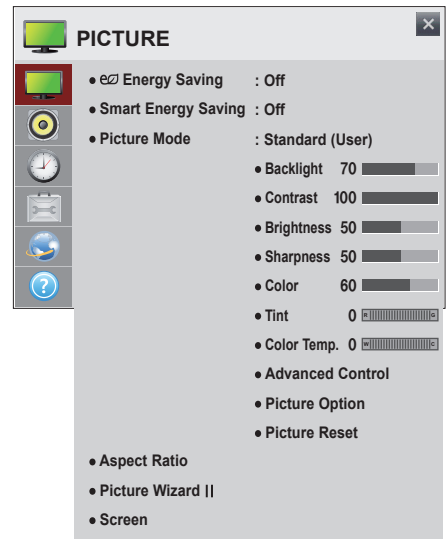 PICTURE
• e Energy Saving : Off
• Smart Energy Saving : Off
• Picture Mode : Standard (User)
• Backlight 70
• Contrast 100
• Brightness 50
• Sharpness 50
• Color 60
• Tint 0 R G
• Color Temp. 0 W C
• Advanced Control
• Picture Option
• Picture Reset
• Aspect Ratio
• Picture Wizard II
• Screen